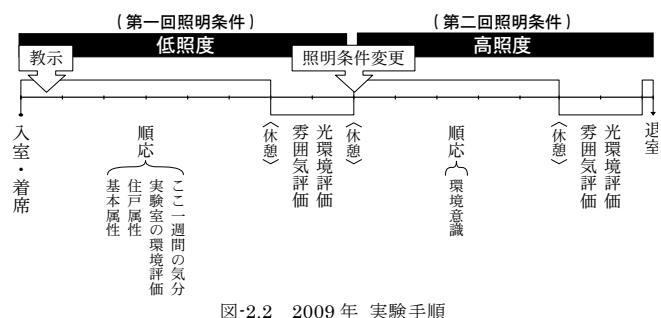 (第一回照明条件)
(第二回照明条件)
低照度
高照度
教示
照明条件変更
入室・着席
順応
基本属性
住戸属性
実験室の環境評価
ここ一週間の気分
〈休憩〉
雰囲気評価
光環境評価
〈休憩〉
順応
環境意識
〈休憩〉
雰囲気評価
光環境評価
退室
図-2.2 2009年 実験手順